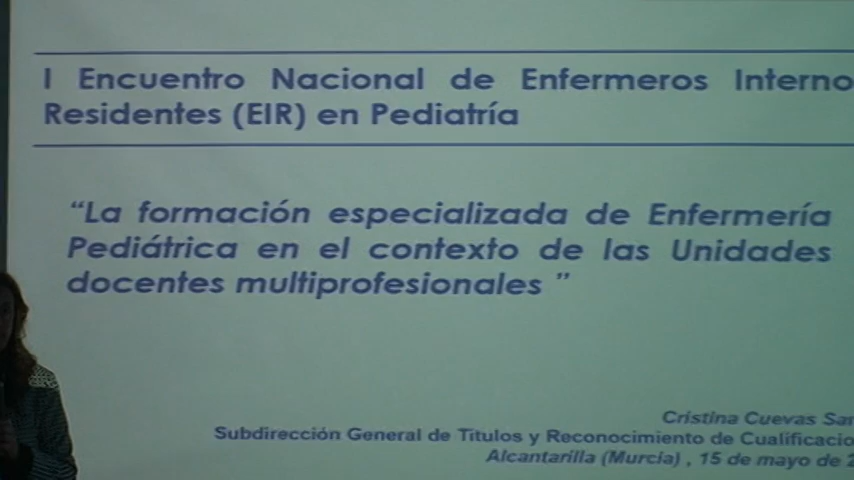 I Encuentro Nacional de Enfermeros Interno
Residentes (EIR) en Pediatría
“La formación especializada de Enfermería
Pediátrica en el contexto de las Unidades
docentes multiprofesionales ”
Cristina Cuevas
Subdirección General de Títulos y Reconocimiento de Cualificacio
Alcantarilla (Murcia) , 15 de mayo de